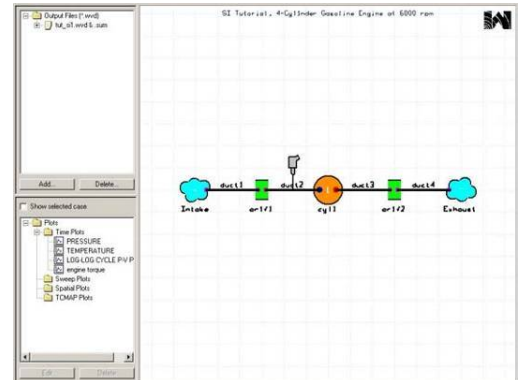 Output Files (*.wvd)
tut_o1.wvd & .sum
Add...
Delete...
Show selected case
Plots
Time Plots
PRESSURE
TEMPERATURE
LOG-LOG CYCLE P-V P
engine torque
Sweep Plots
Spatial Plots
TCMAP Plots
Edit
Delete
SI Tutorial, 4-Cylinder Gasoline Engine at 6000 rpm
duct1
duct2
duct3
duct4
Intake
orif1
cyl1
orif2
Exhaust